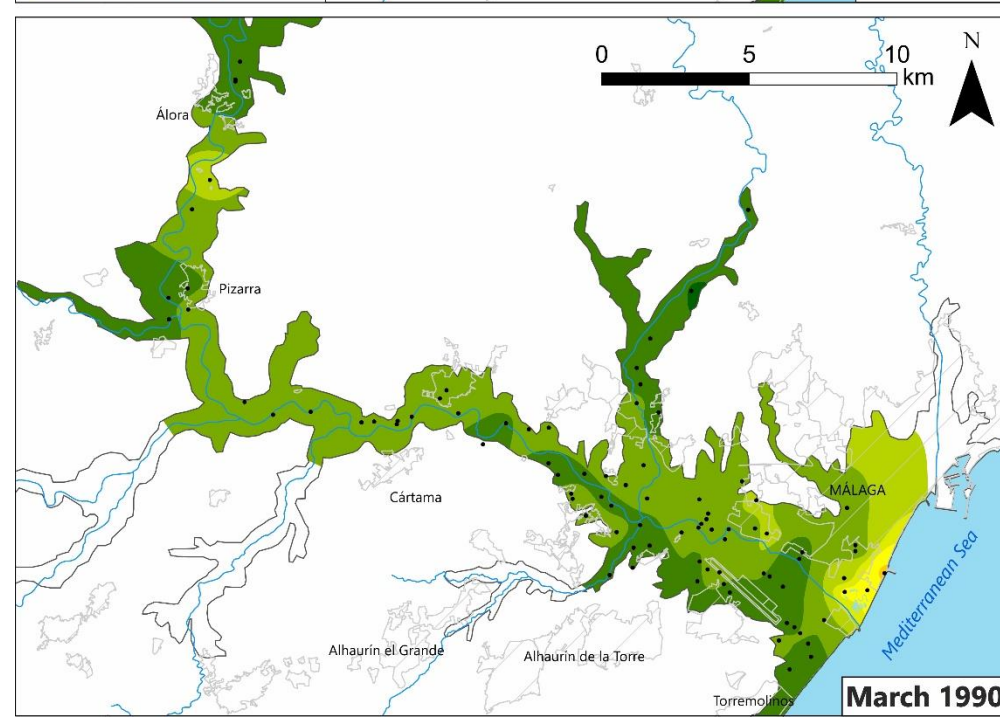 0 5 10
km
N
Álora
Pizarra
Cártama
MÁLAGA
Mediterranean Sea
Alhaurín el Grande
Alhaurín de la Torre
Torremolinos
March 1990